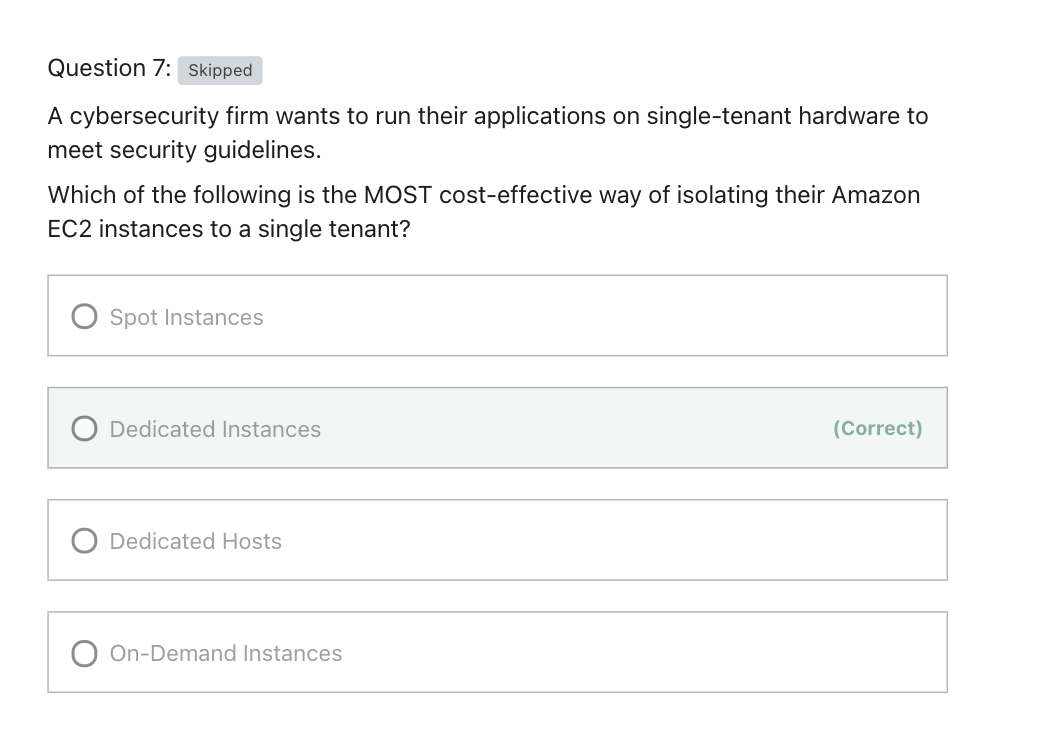 Question 7: Skipped
A cybersecurity firm wants to run their applications on single-tenant hardware to
meet security guidelines.
Which of the following is the MOST cost-effective way of isolating their Amazon
EC2 instances to a single tenant?
Spot Instances
Dedicated Instances (Correct)
Dedicated Hosts
On-Demand Instances